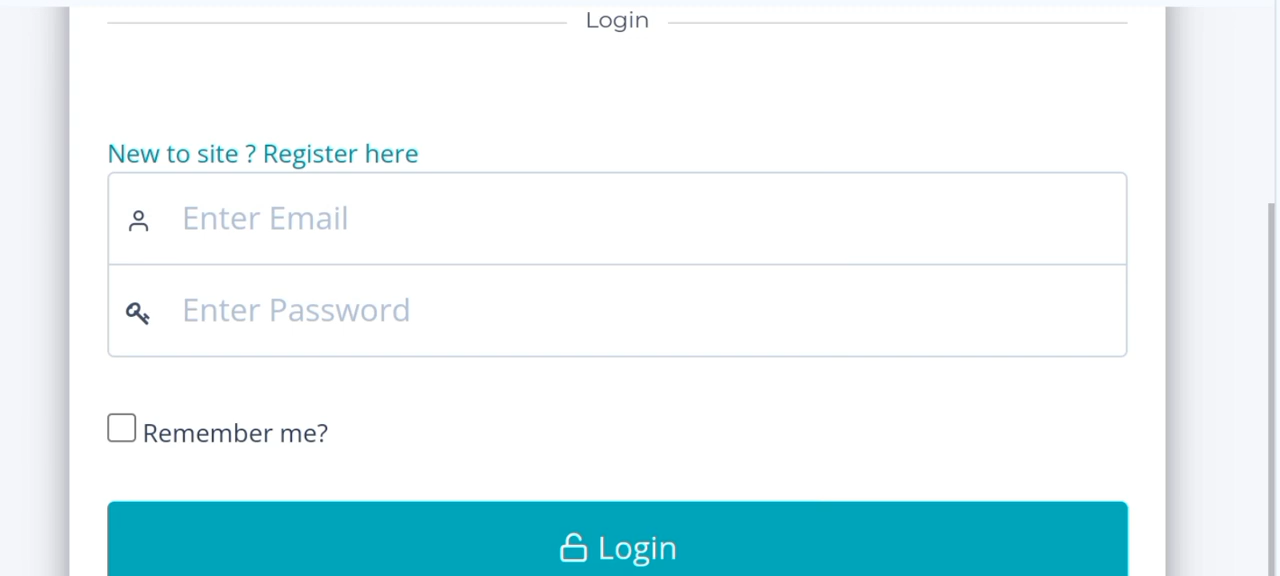 Login
New to site ? Register here
Enter Email
Enter Password
Remember me?
Login